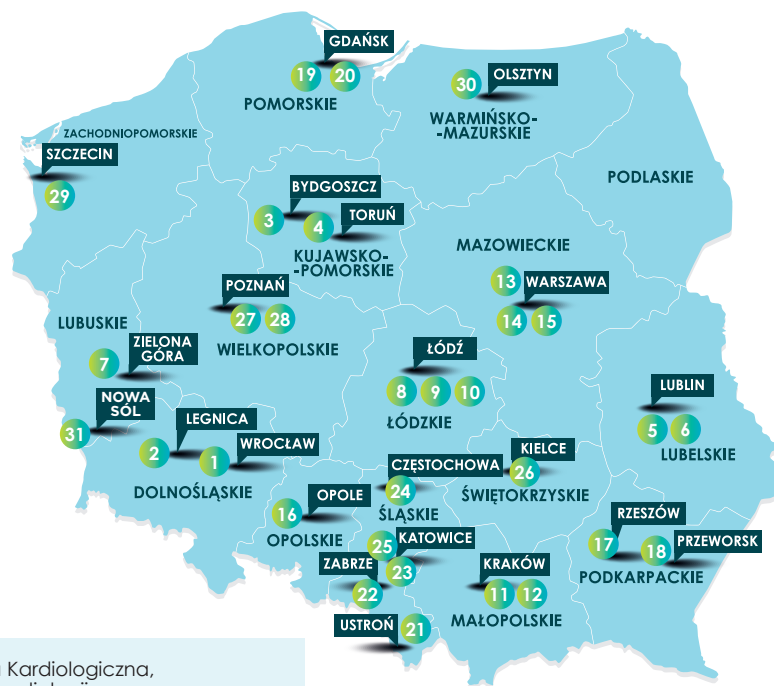 GDAŃSK
19 20
POMORSKIE
OLSZTYN
30
WARMIŃSKO-
-MAZURSKIE
ZACHODNIOPOMORSKIE
SZCZECIN
29
PODLASKIE
BYDGOSZCZ
3
4
TORUŃ
KUJAWSKO-
-POMORSKIE
MAZOWIECKIE
13
WARSZAWA
14 15
POZNAŃ
27 28
WIELKOPOLSKIE
LUBUSKIE
ZIELONA
GÓRA
7
ŁÓDŹ
8 9 10
ŁÓDZKIE
LUBLIN
5 6
LUBELSKIE
NOWA
SÓL
31
LEGNICA
2
WROCŁAW
1
DOLNOŚLĄSKIE
CZĘSTOCHOWA
24
ŚLĄSKIE
KIELCE
26
ŚWIĘTOKRZYSKIE
OPOLE
16
OPOLSKIE
RZESZÓW
17
PRZEWORSK
18
PODKARPACKIE
25
KATOWICE
23
ZABRZE
22
KRAKÓW
11 12
MAŁOPOLSKIE
USTROŃ
21
Kardiologiczna,